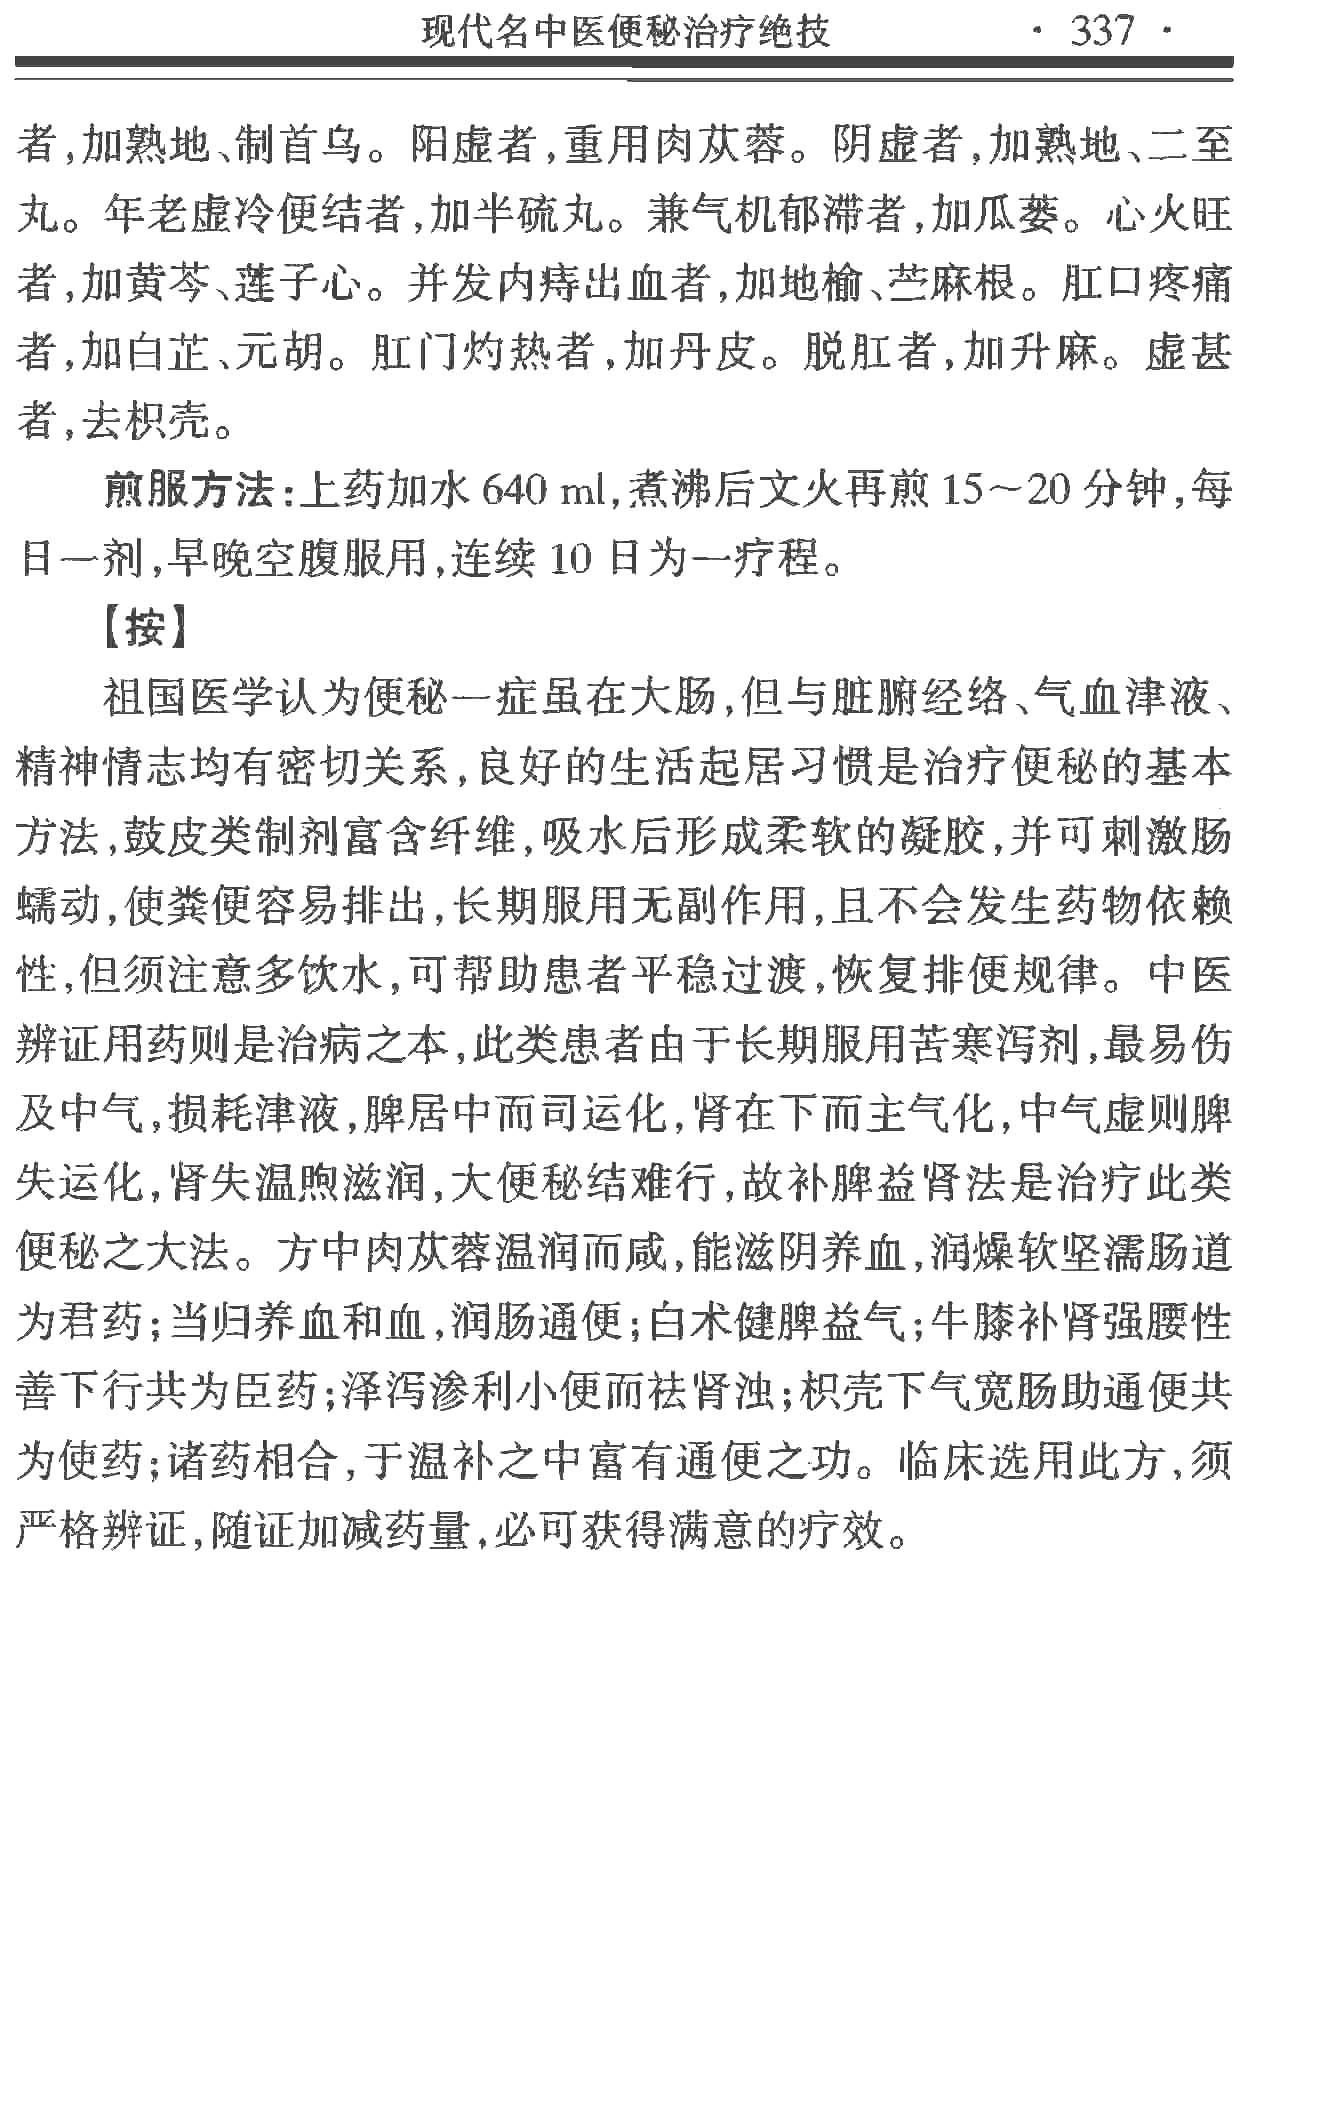 现代名中医便秘治疗绝技 · 337 ·
者,加熟地、制首乌。阳虚者,重用肉苁蓉。阴虚者,加熟地、二至
丸。年老虚冷便结者,加半硫丸。兼气机郁滞者,加瓜蒌。心火旺
者,加黄芩、莲子心。并发内痔出血者,加地榆、苎麻根。肛口疼痛
者,加白芷、元胡。肛门灼热者,加丹皮。脱肛者,加升麻。虚甚
者,去枳壳。
煎服方法:上药加水 640 ml,煮沸后文火再煎 15～20 分钟,每
日一剂,早晚空腹服用,连续 10 日为一疗程。
【按】
祖国医学认为便秘一症虽在大肠,但与脏腑经络、气血津液、
精神情志均有密切关系,良好的生活起居习惯是治疗便秘的基本
方法,鼓皮类制剂富含纤维,吸水后形成柔软的凝胶,并可刺激肠
蠕动,使粪便容易排出,长期服用无副作用,且不会发生药物依赖
性,但须注意多饮水,可帮助患者平稳过渡,恢复排便规律。中医
辨证用药则是治病之本,此类患者由于长期服用苦寒泻剂,最易伤
及中气,损耗津液,脾居中而司运化,肾在下而主气化,中气虚则脾
失运化,肾失温煦滋润,大便秘结难行,故补脾益肾法是治疗此类
便秘之大法。方中肉苁蓉温润而咸,能滋阴养血,润燥软坚濡肠道
为君药;当归养血和血,润肠通便;白术健脾益气;牛膝补肾强腰性
善下行共为臣药;泽泻渗利小便而祛肾浊;枳壳下气宽肠助通便共
为使药;诸药相合,于温补之中富有通便之功。临床选用此方,须
严格辨证,随证加减药量,必可获得满意的疗效。